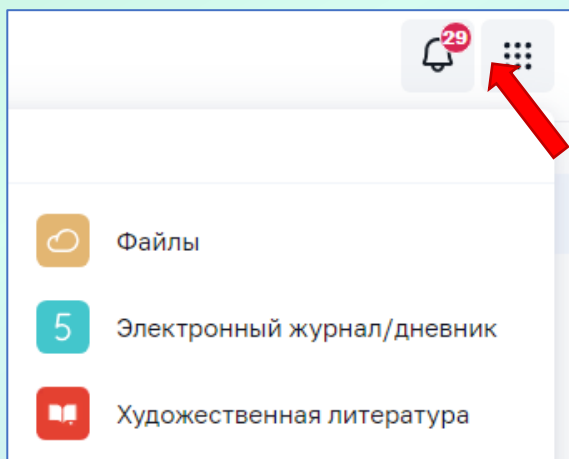 29
Файлы
5 Электронный журнал/дневник
Художественная литература